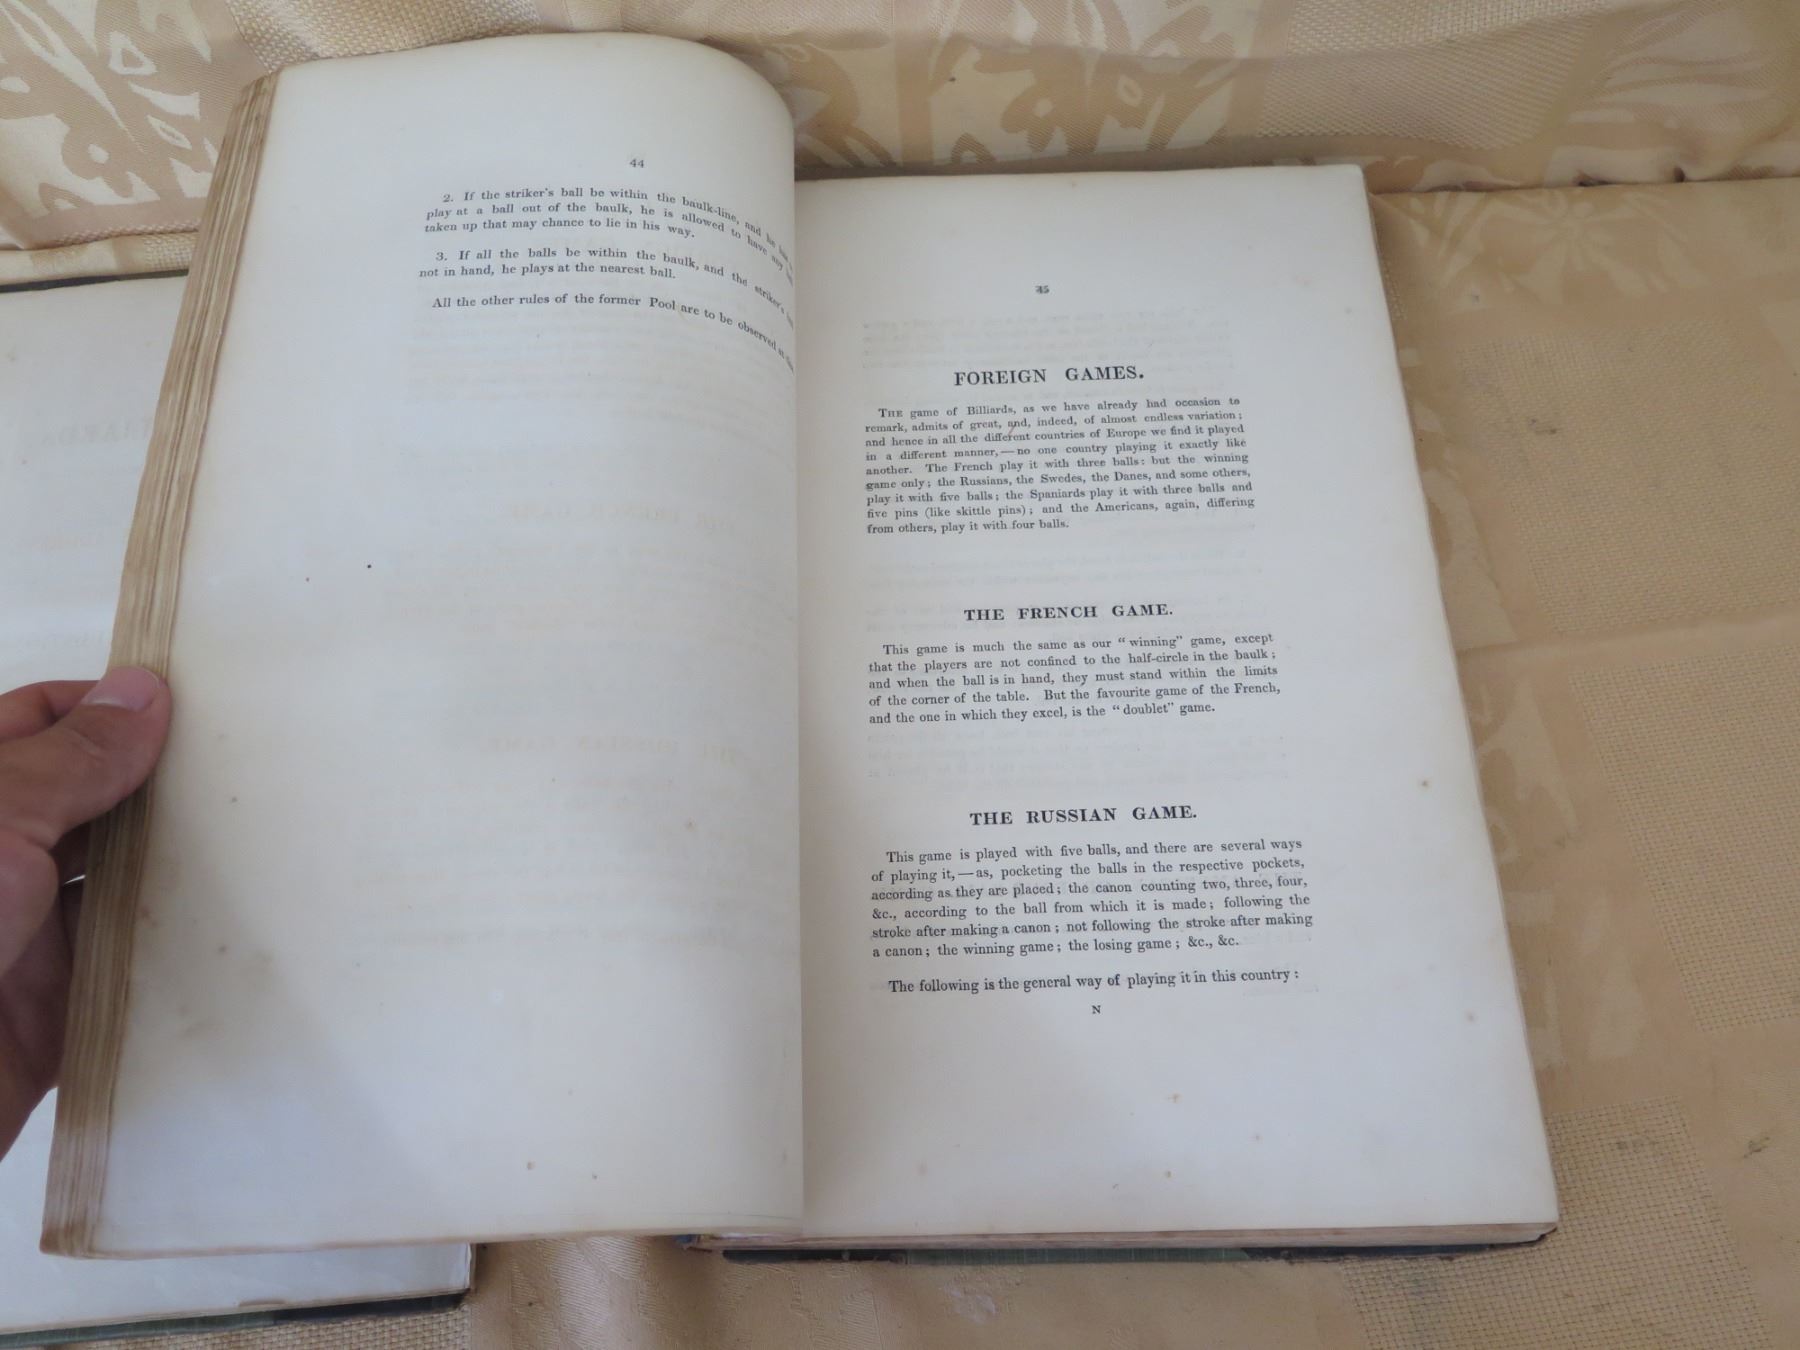 44
2. If the striker's ball be within the baulk-line, and he
play at a ball out of the baulk, he is allowed to have any
taken up that may chance to lie in his way.
3. If all the balls be within the baulk, and the striker's
not in hand, he plays at the nearest ball.
All the other rules of the former Pool are to be observed
45
FOREIGN GAMES.
THE game of Billiards, as we have already had occasion to
remark, admits of great, and, indeed, of almost endless variation;
and hence in all the different countries of Europe we find it played
in a different manner,—no one country playing it exactly like
another. The French play it with three balls: but the winning
game only; the Russians, the Swedes, the Danes, and some others,
play it with five balls; the Spaniards play it with three balls and
five pins (like skittle pins); and the Americans, again, differing
from others, play it with four balls.
THE FRENCH GAME.
This game is much the same as our "winning" game, except
that the players are not confined to the half-circle in the baulk;
and when the ball is in hand, they must stand within the limits
of the corner of the table. But the favourite game of the French,
and the one in which they excel, is the "doublet" game.
THE RUSSIAN GAME.
This game is played with five balls, and there are several ways
of playing it,—as, pocketing the balls in the respective pockets,
according as they are placed; the canon counting two, three, four,
&c., according to the ball from which it is made; following the
stroke after making a canon; not following the stroke after making
a canon; the winning game; the losing game; &c., &c.
The following is the general way of playing it in this country:
N